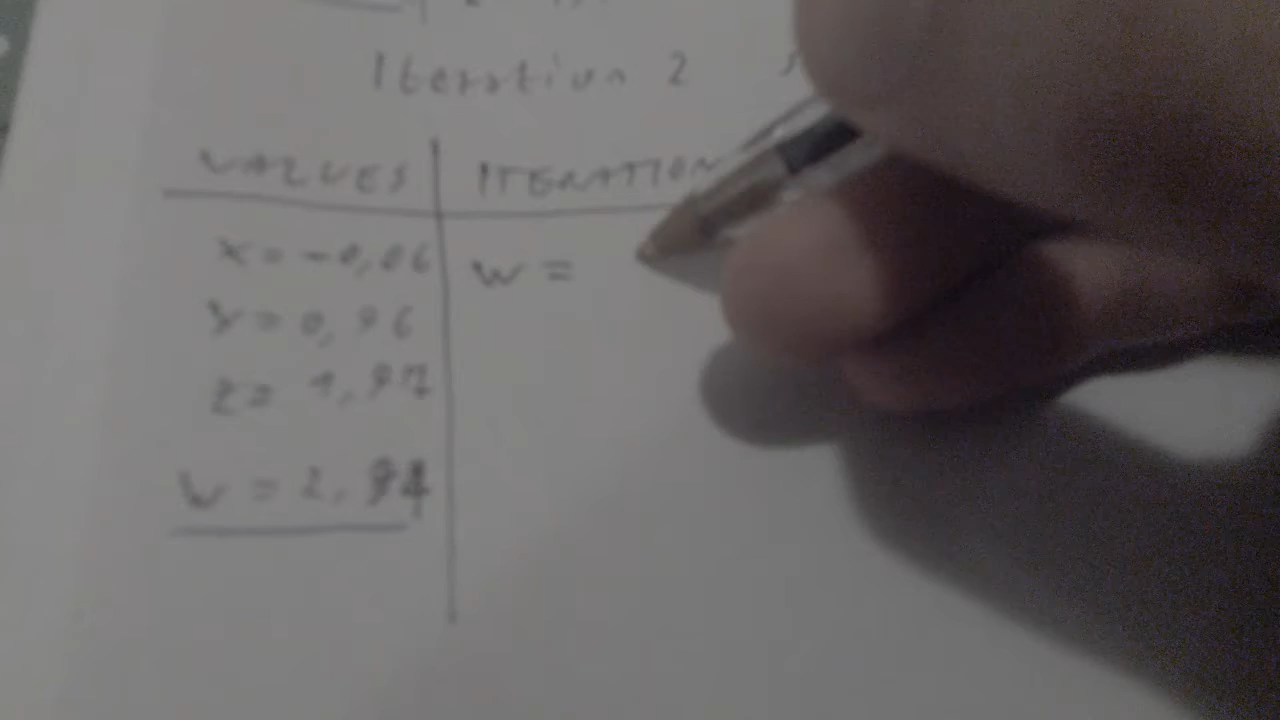 Iteration 2
VALUES ITERATION
x = -0,06 w =
y = 0,96
z = 1,97
w = 2,94